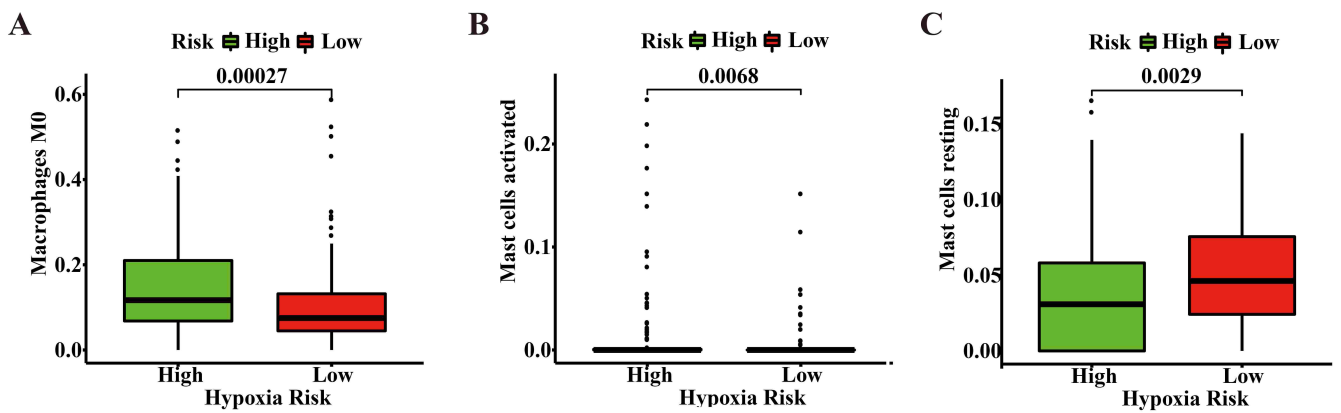 A
Risk High Low
0.00027
Macrophages M0
0.6
0.4
0.2
0.0
High Low
Hypoxia Risk
B
Risk High Low
0.0068
Mast cells activated
0.2
0.1
0.0
High Low
Hypoxia Risk
C
Risk High Low
0.0029
Mast cells resting
0.15
0.10
0.05
0.00
High Low
Hypoxia Risk